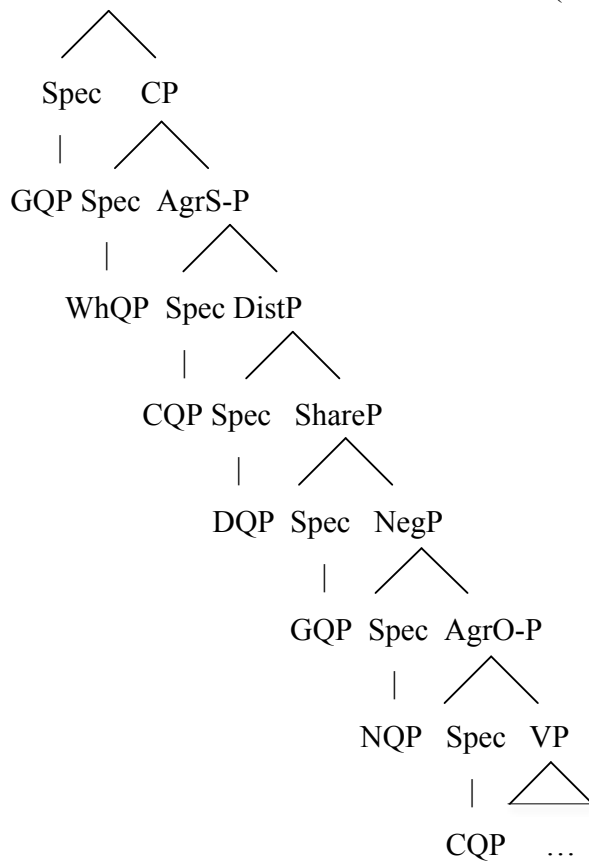 (
Spec CP
GQP Spec AgrS-P
WhQP Spec DistP
CQP Spec ShareP
DQP Spec NegP
GQP Spec AgrO-P
NQP Spec VP
CQP …